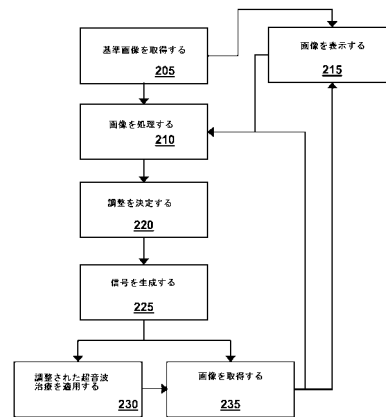 基準画像を取得する
205
画像を表示する
215
画像を処理する
210
調整を決定する
220
信号を生成する
225
調整された超音波
治療を適用する
230
画像を取得する
235